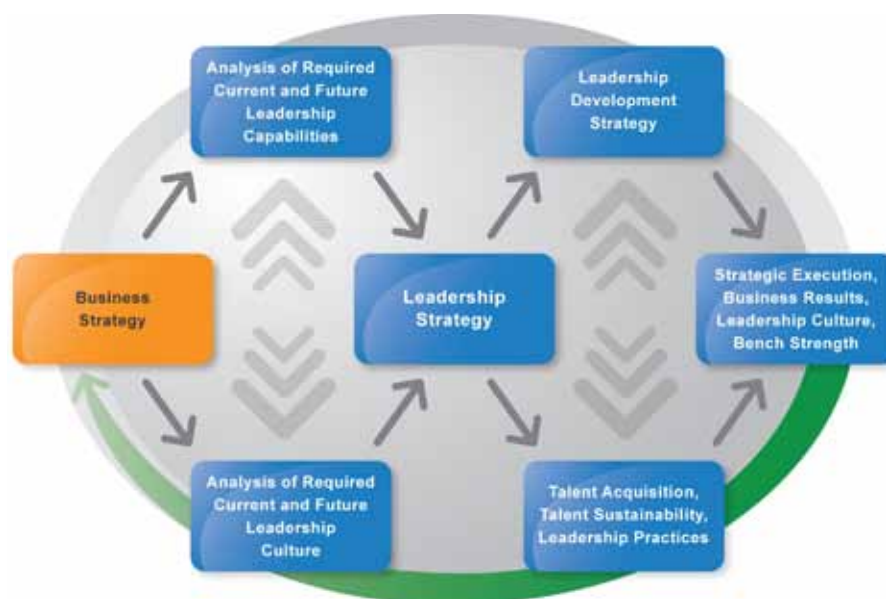 Analysis of Required
Current and Future
Leadership
Capabilities
Leadership
Development
Strategy
Business
Strategy
Leadership
Strategy
Strategic Execution,
Business Results,
Leadership Culture,
Bench Strength
Analysis of Required
Current and Future
Leadership
Culture
Talent Acquisition,
Talent Sustainability,
Leadership Practices